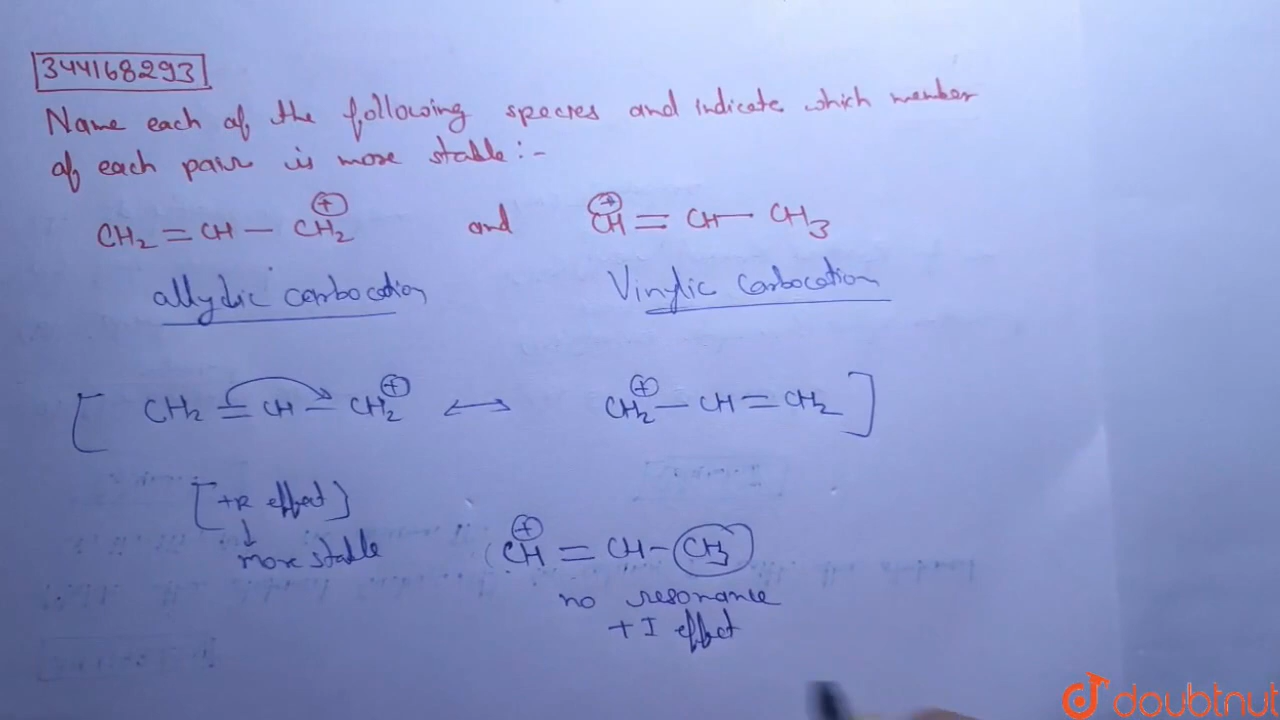 344168293
Name each of the following species and indicate which member
of each pair is more stable:-
CH₂ = CH - CH₂⊕ and ⊕CH = CH - CH₃
allylic carbocation Vinylic carbocation
[ CH₂ = CH - CH₂⊕ ↔ ⊕CH₂ - CH = CH₂ ]
[+R effect]
↓
more stable
⊕CH = CH - CH₃
no resonance
+ I effect
doubtnut